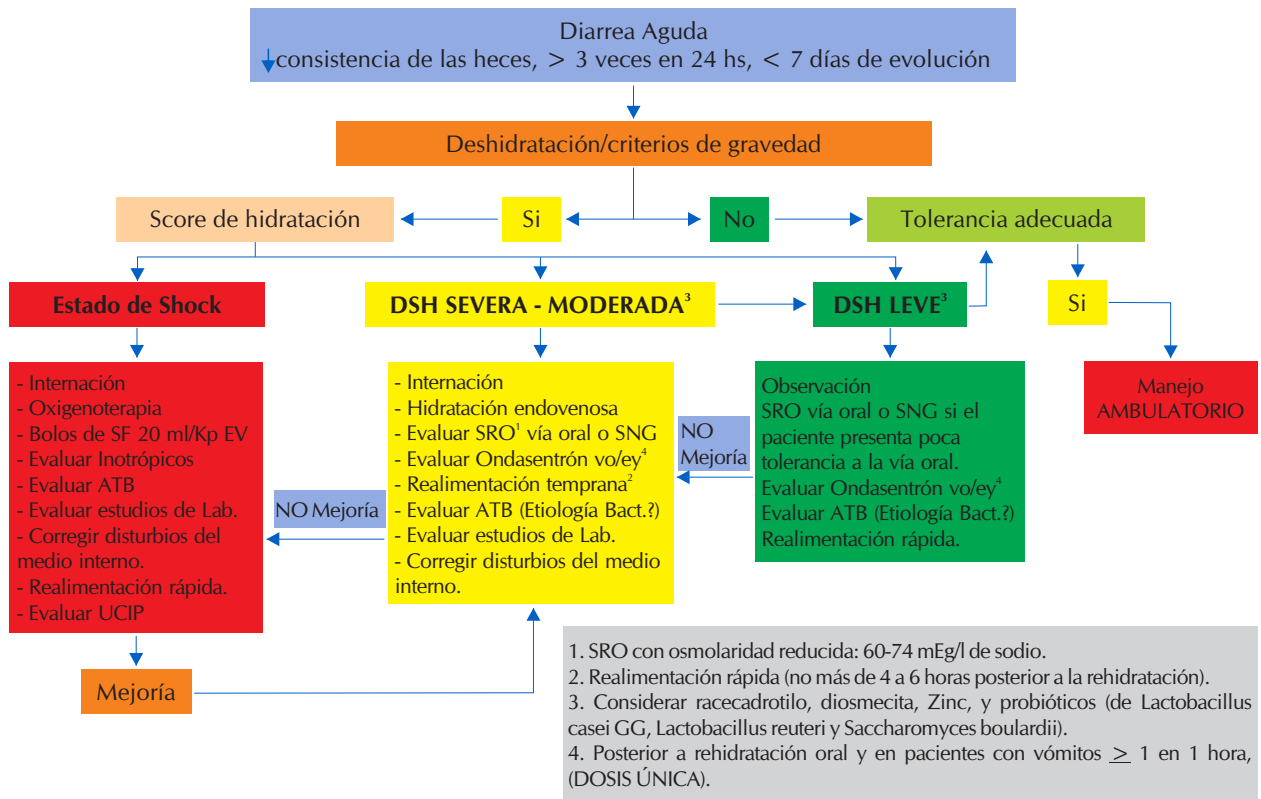 Diarrea Aguda
↓consistencia de las heces, > 3 veces en 24 hs, < 7 días de evolución
Deshidratación/criterios de gravedad
Score de hidratación
Si
No
Tolerancia adecuada
Estado de Shock
DSH SEVERA - MODERADA³
DSH LEVE³
Si
- Internación
- Oxigenoterapia
- Bolos de SF 20 ml/Kp EV
- Evaluar Inotrópicos
- Evaluar ATB
- Evaluar estudios de Lab.
- Corregir disturbios del
medio interno.
- Realimentación rápida.
- Evaluar UCIP
NO Mejoría
- Internación
- Hidratación endovenosa
- Evaluar SRO¹ vía oral o SNG
- Evaluar Ondasentrón vo/ey⁴
- Realimentación temprana²
- Evaluar ATB (Etiología Bact.?)
- Evaluar estudios de Lab.
- Corregir disturbios del medio
interno.
NO
Mejoría
Observación
SRO vía oral o SNG si el
paciente presenta poca
tolerancia a la vía oral.
Evaluar Ondasentrón vo/ey⁴
Evaluar ATB (Etiología Bact.?)
Realimentación rápida.
Manejo
AMBULATORIO
Mejoría
1. SRO con osmolaridad reducida: 60-74 mEg/l de sodio.
2. Realimentación rápida (no más de 4 a 6 horas posterior a la rehidratación).
3. Considerar racecadrotilo, diosmecita, Zinc, y probióticos (de Lactobacillus
casei GG, Lactobacillus reuteri y Saccharomyces boulardii).
4. Posterior a rehidratación oral y en pacientes con vómitos ≥ 1 en 1 hora,
(DOSIS ÚNICA).